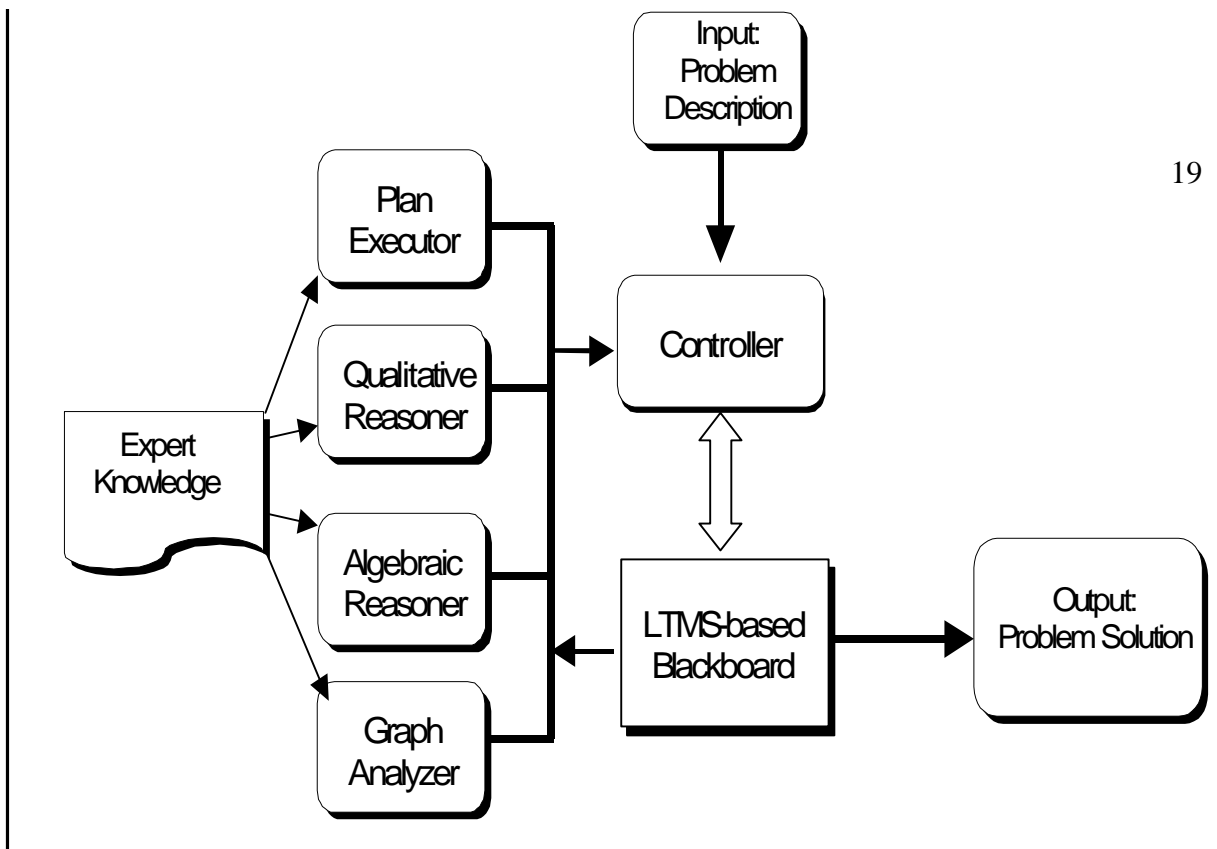 Input:
Problem
Description
19
Plan
Executor
Controller
Qualitative
Reasoner
Expert
Knowledge
Algebraic
Reasoner
LTMS-based
Blackboard
Output:
Problem Solution
Graph
Analyzer